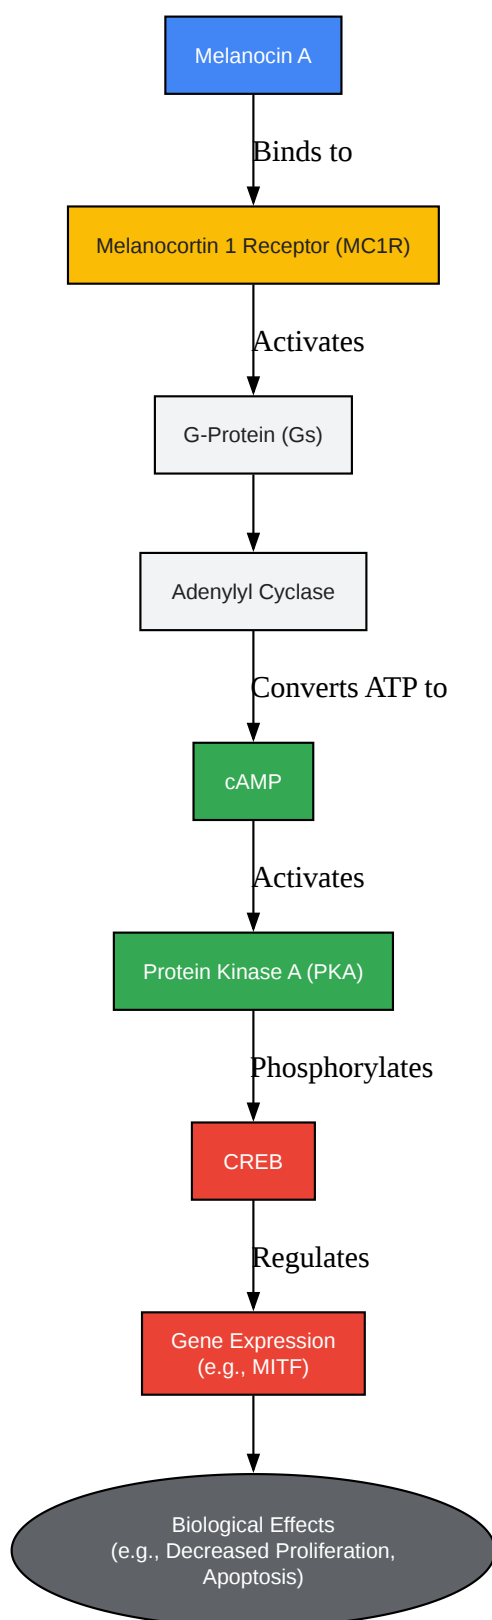 Melanocin A
Binds to
Melanocortin 1 Receptor (MC1R)
Activates
G-Protein (Gs)
Adenylyl Cyclase
Converts ATP to
cAMP
Activates
Protein Kinase A (PKA)
Phosphorylates
CREB
Regulates
Gene Expression
(e.g., MITF)
Biological Effects
(e.g., Decreased Proliferation,
Apoptosis)